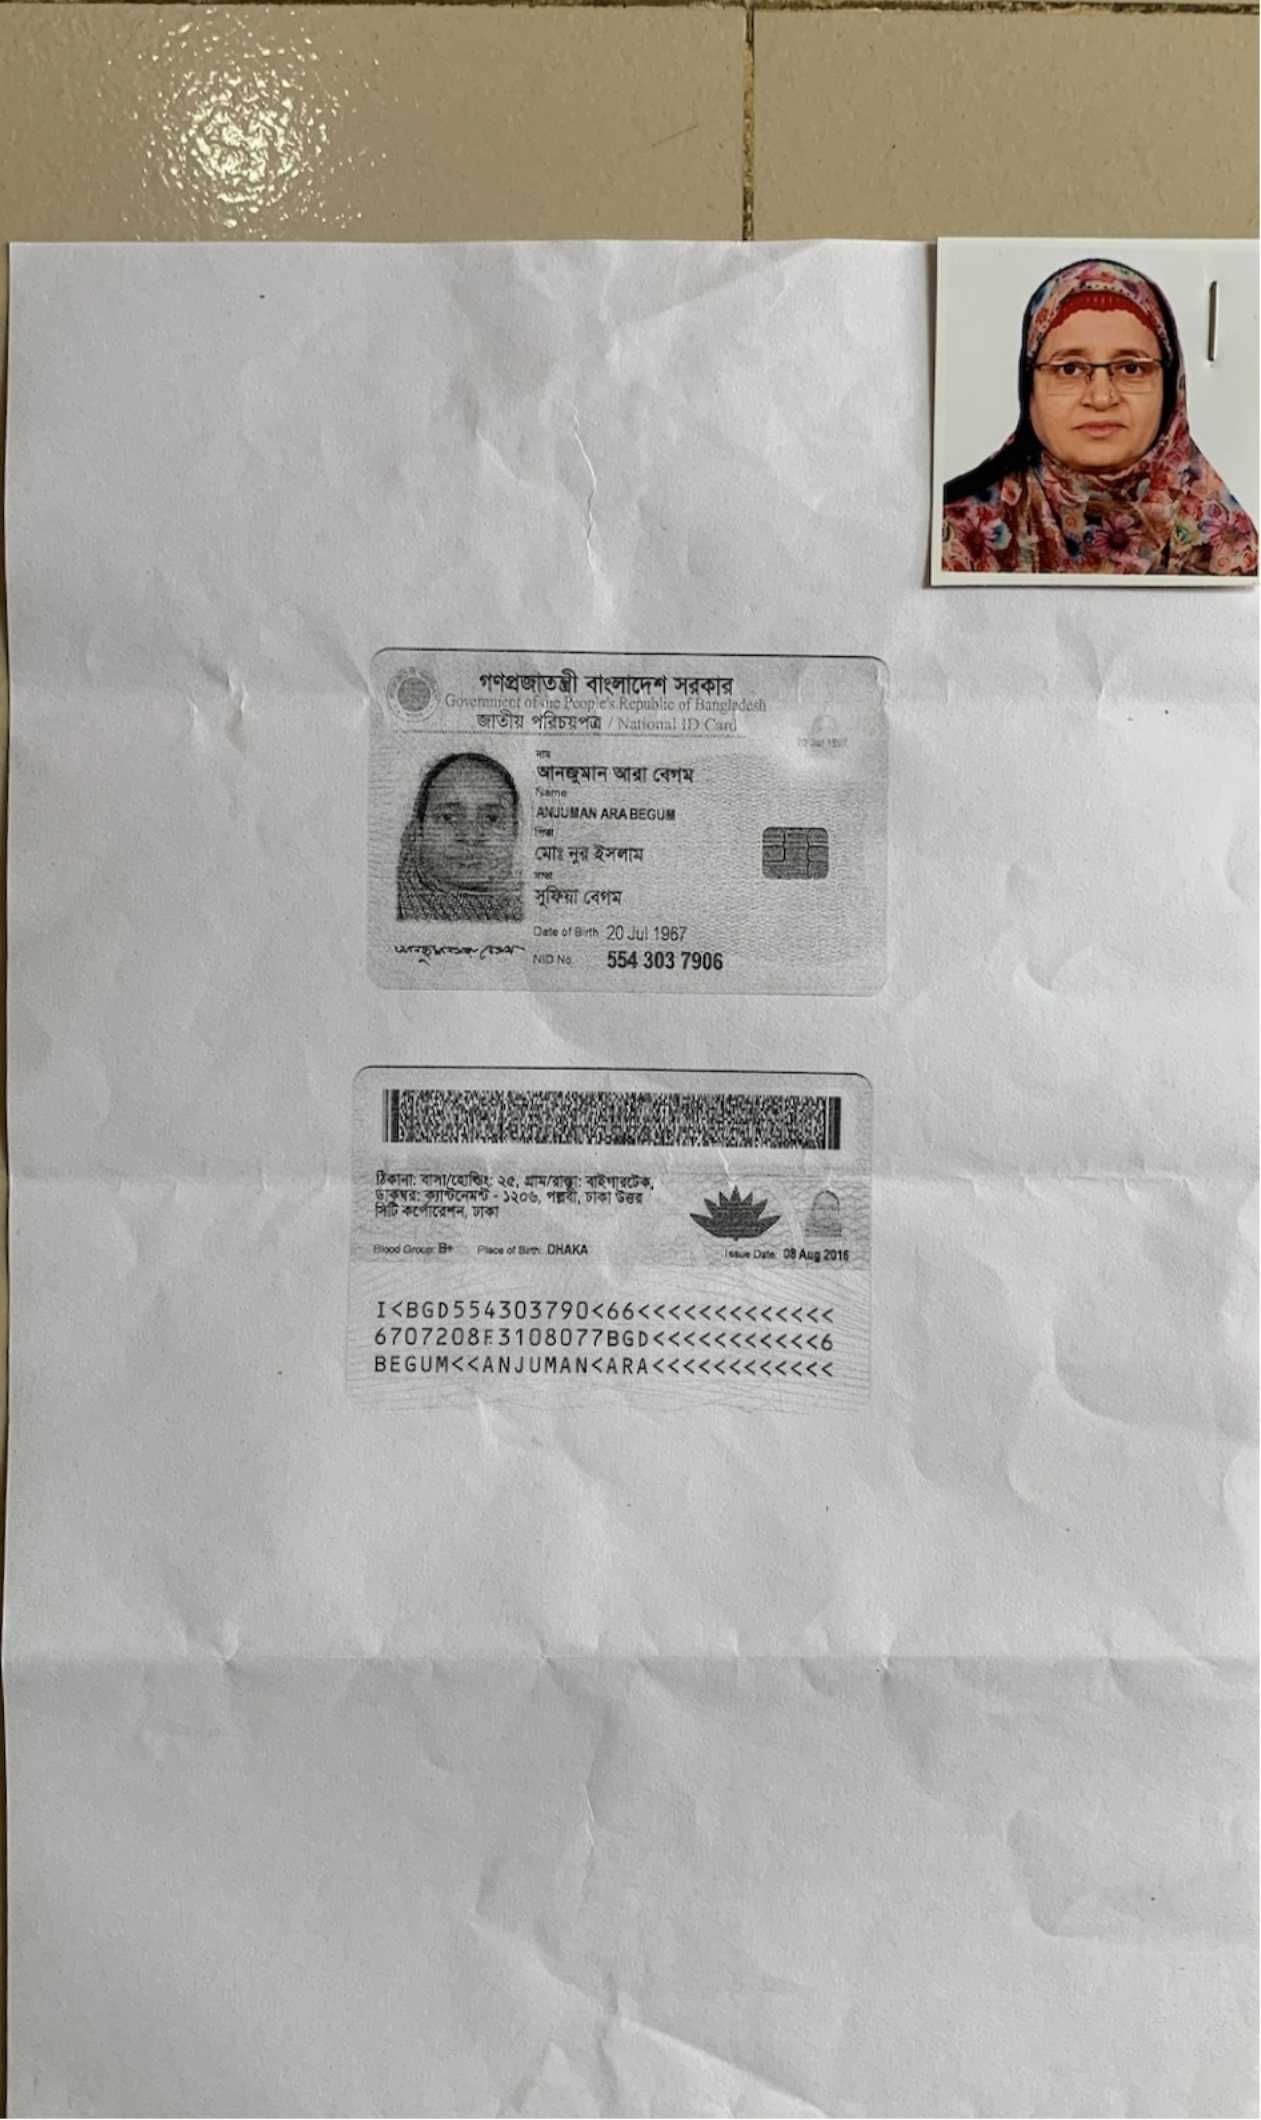 গণপ্রজাতন্ত্রী বাংলাদেশ সরকার
Government of the People's Republic of Bangladesh
জাতীয় পরিচয়পত্র / National ID Card
নাম
আনজুমান আরা বেগম
Name
ANJUMAN ARA BEGUM
পিতা
মোঃ নুর ইসলাম
মাতা
সুফিয়া বেগম
Date of Birth 20 Jul 1967
NID No. 554 303 7906
ঠিকানা: বাসা/হোল্ডিং: ২৫, গ্রাম/রাস্তা: বাইগারটেক,
ডাকঘর: ক্যান্টনমেন্ট - ১২০৬, পল্লবী, ঢাকা উত্তর
সিটি কর্পোরেশন, ঢাকা
Blood Group: B+ Place of Birth: DHAKA Issue Date: 08 Aug 2016
I<BGD554303790<66<<<<<<<<<<<<<
6707208F3108077BGD<<<<<<<<<<<6
BEGUM<<ANJUMAN<ARA<<<<<<<<<<<<